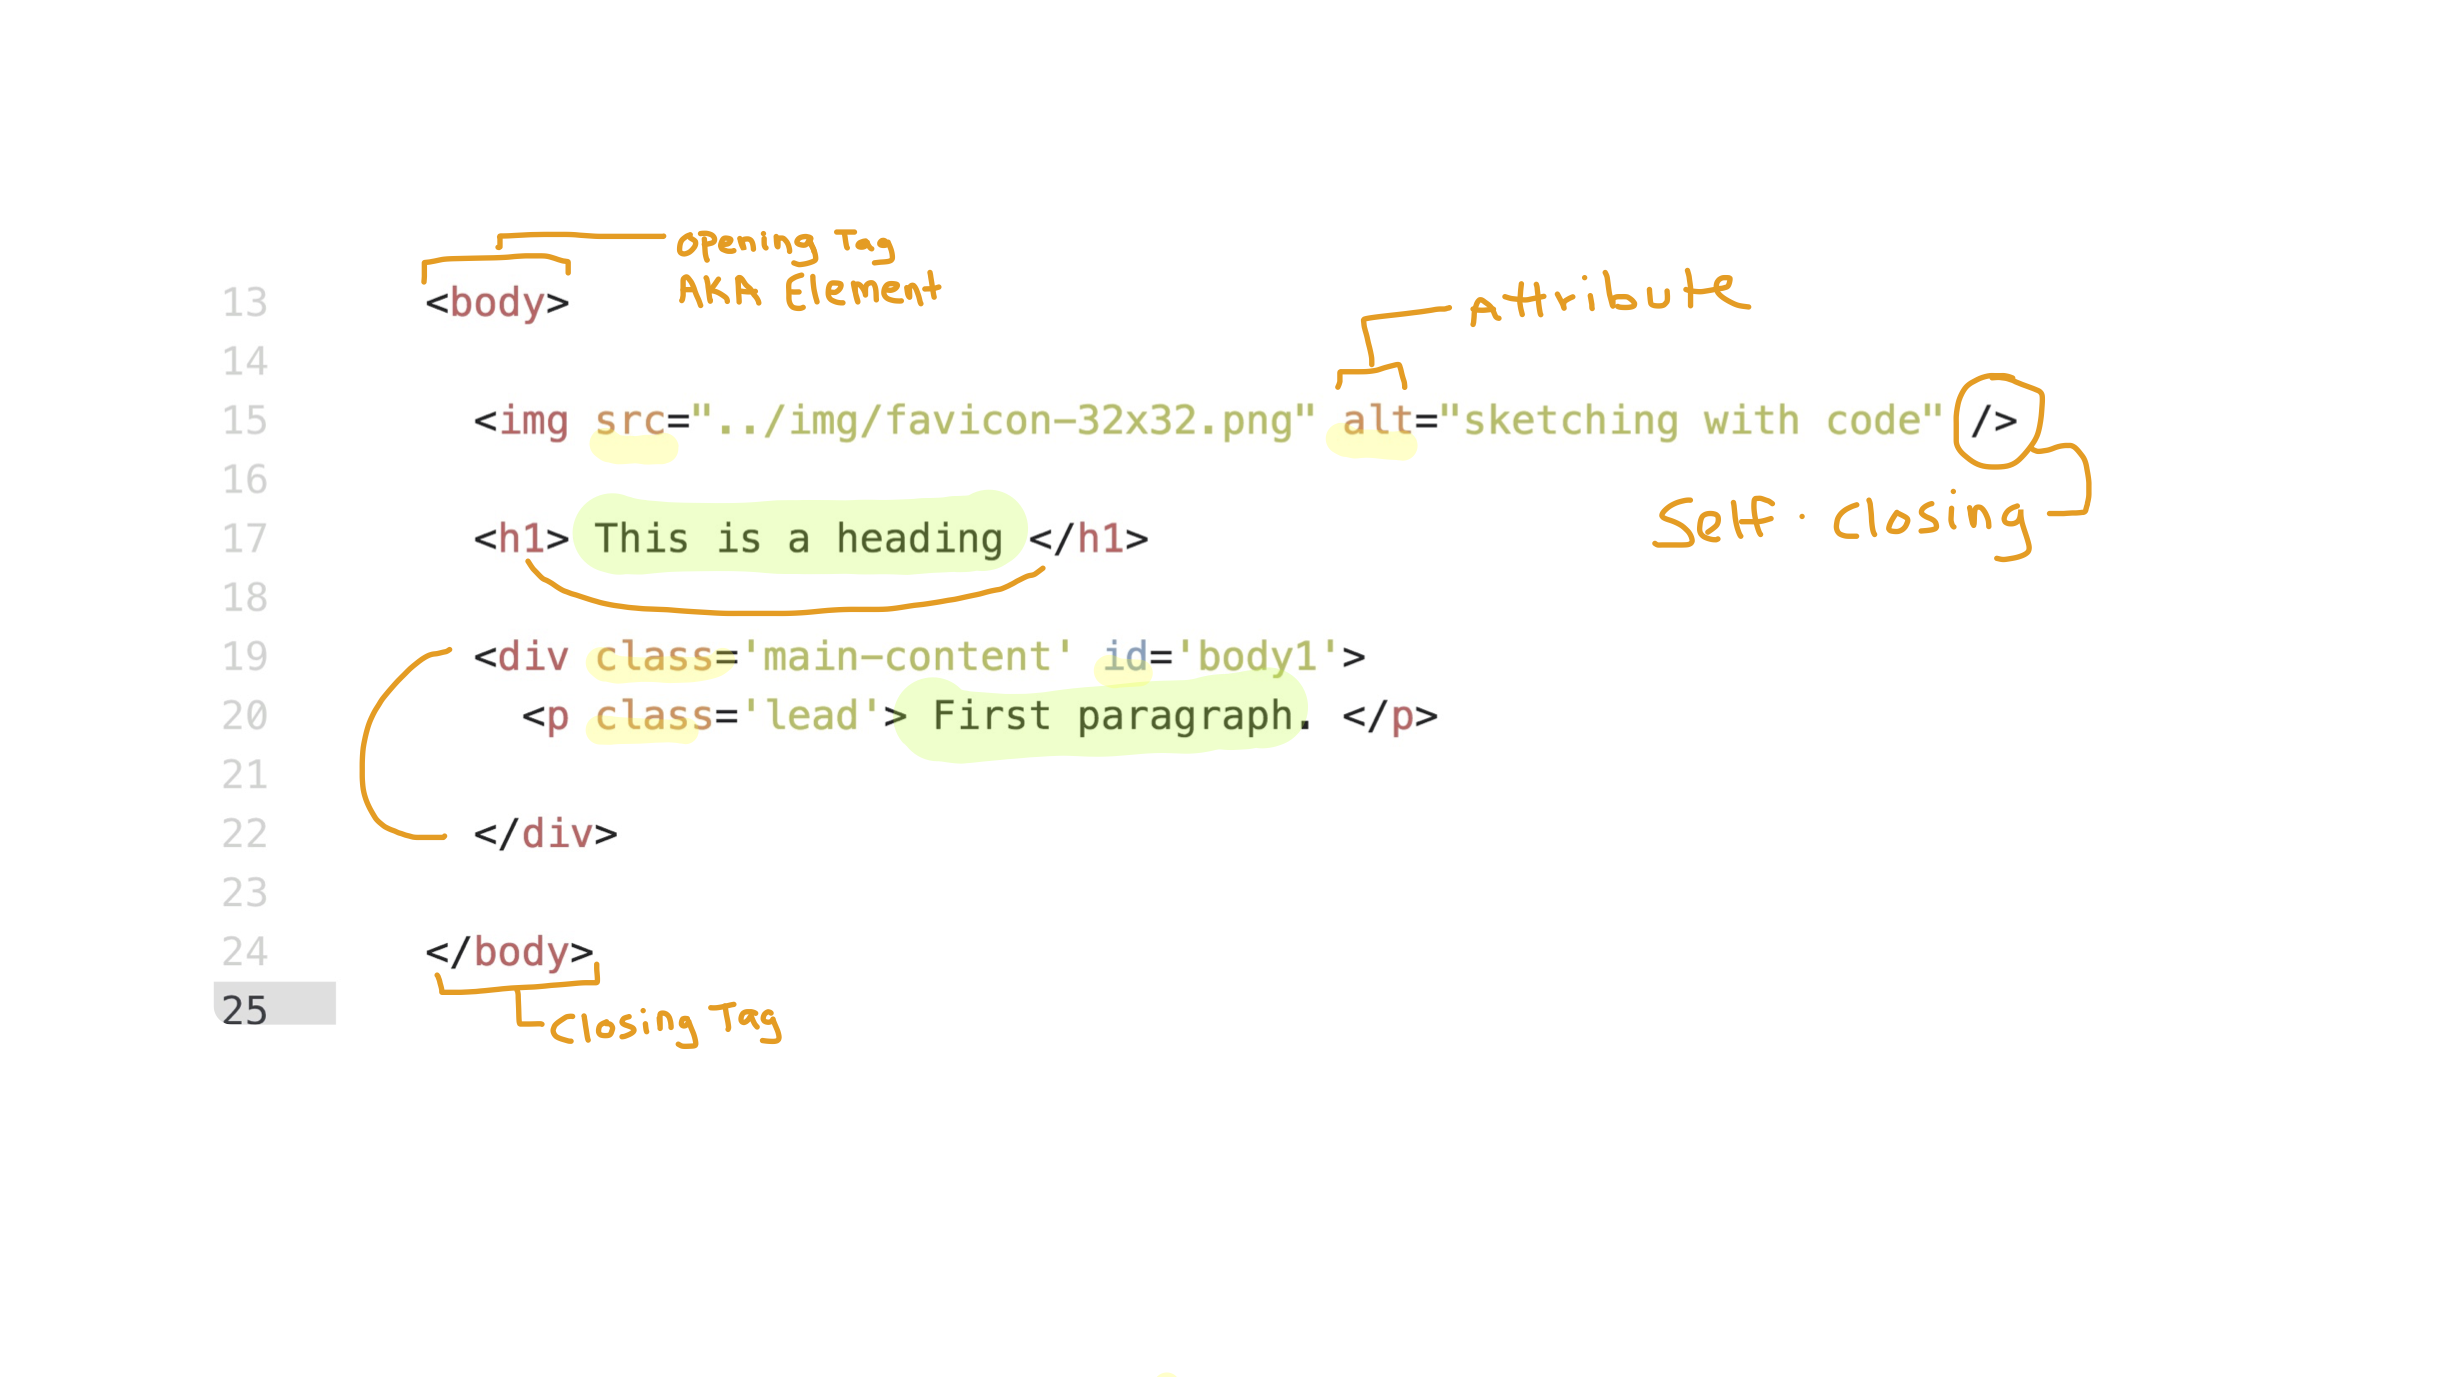 Opening Tag
AKA Element
13 <body>
Attribute
14
15 <img src="../img/favicon-32x32.png" alt="sketching with code" />
16
Self-Closing
17 <h1> This is a heading </h1>
18
19 <div class='main-content' id='body1'>
20 <p class='lead'> First paragraph. </p>
21
22 </div>
23
24 </body>
25
Closing Tag